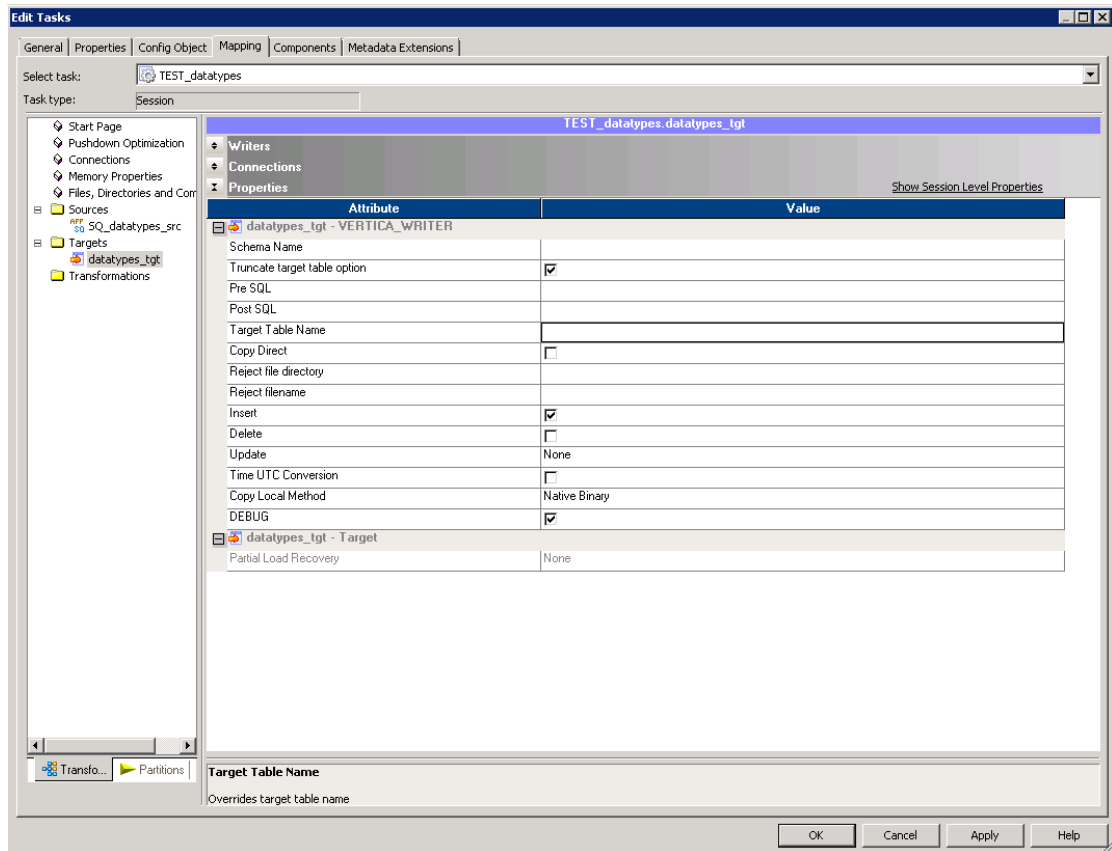 Edit Tasks
General Properties Config Object Mapping Components Metadata Extensions
Select task: TEST_datatypes
Task type: Session
Start Page
Pushdown Optimization
Connections
Memory Properties
Files, Directories and Com
Sources
APP SQ SQ_datatypes_src
Targets
datatypes_tgt
Transformations
TEST_datatypes.datatypes_tgt
Writers
Connections
Properties Show Session Level Properties
Attribute Value
datatypes_tgt - VERTICA_WRITER
Schema Name
Truncate target table option
Pre SQL
Post SQL
Target Table Name
Copy Direct
Reject file directory
Reject filename
Insert
Delete
Update None
Time UTC Conversion
Copy Local Method Native Binary
DEBUG
datatypes_tgt - Target
Partial Load Recovery None
Transfo... Partitions
Target Table Name
Overrides target table name
OK Cancel Apply Help